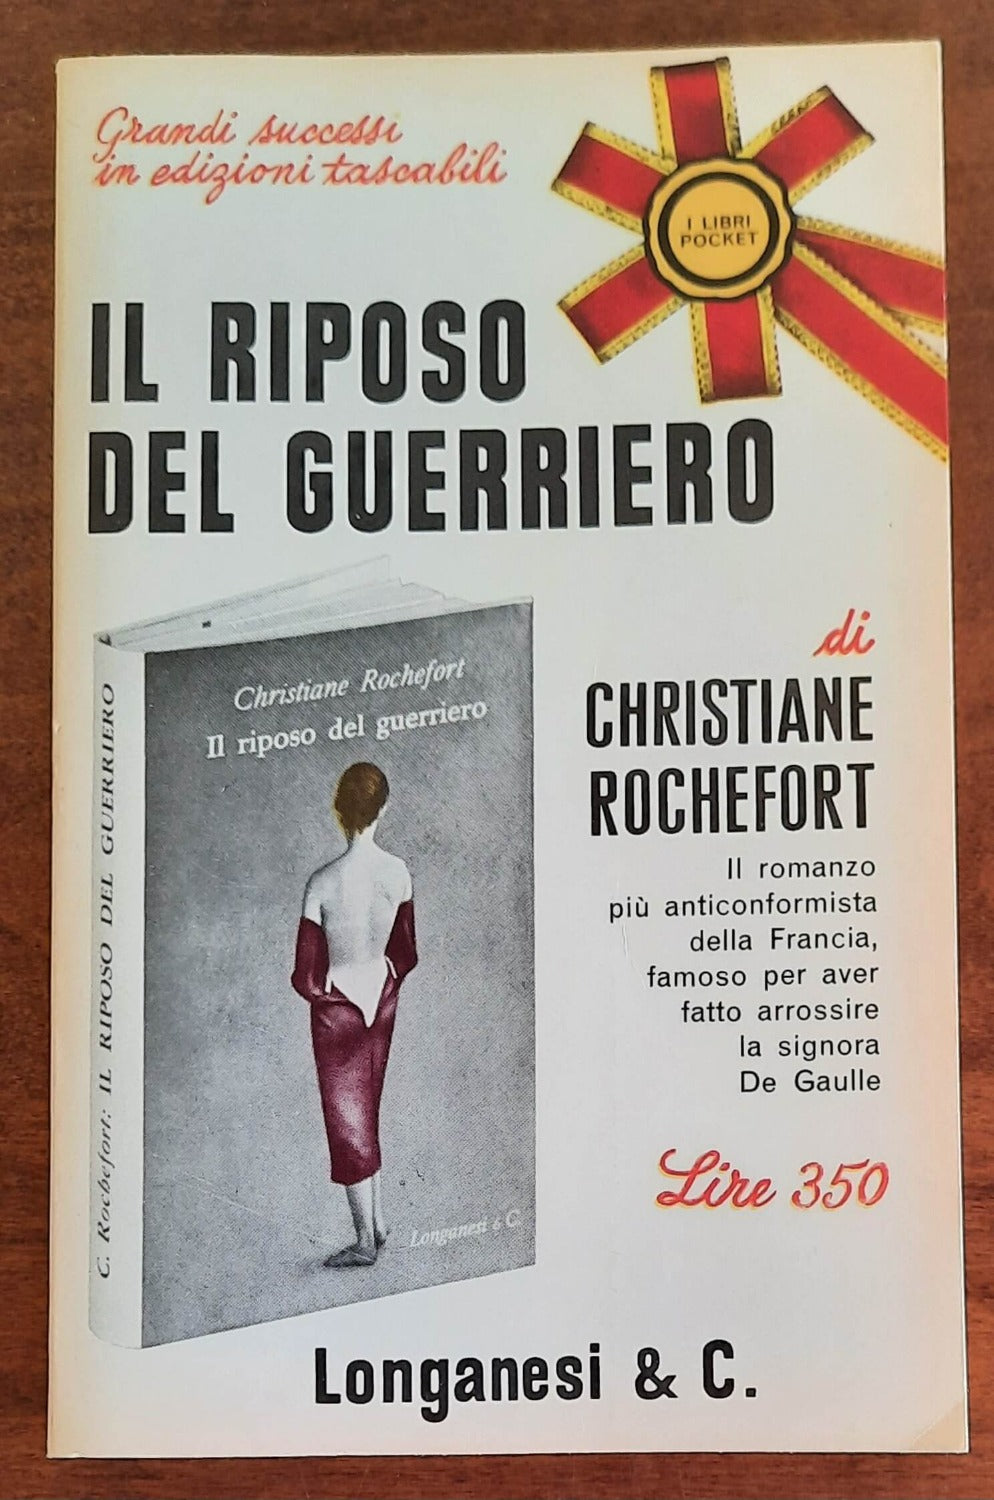 Grandi successi
in edizioni tascabili
I LIBRI
POCKET
IL RIPOSO
DEL GUERRIERO
di
CHRISTIANE
ROCHEFORT
Il romanzo
più anticonformista
della Francia,
famoso per aver
fatto arrossire
la signora
De Gaulle
Lire 350
Christiane Rochefort
Il riposo del guerriero
Longanesi & C.
C. Rochefort: IL RIPOSO DEL GUERRIERO
Longanesi & C.